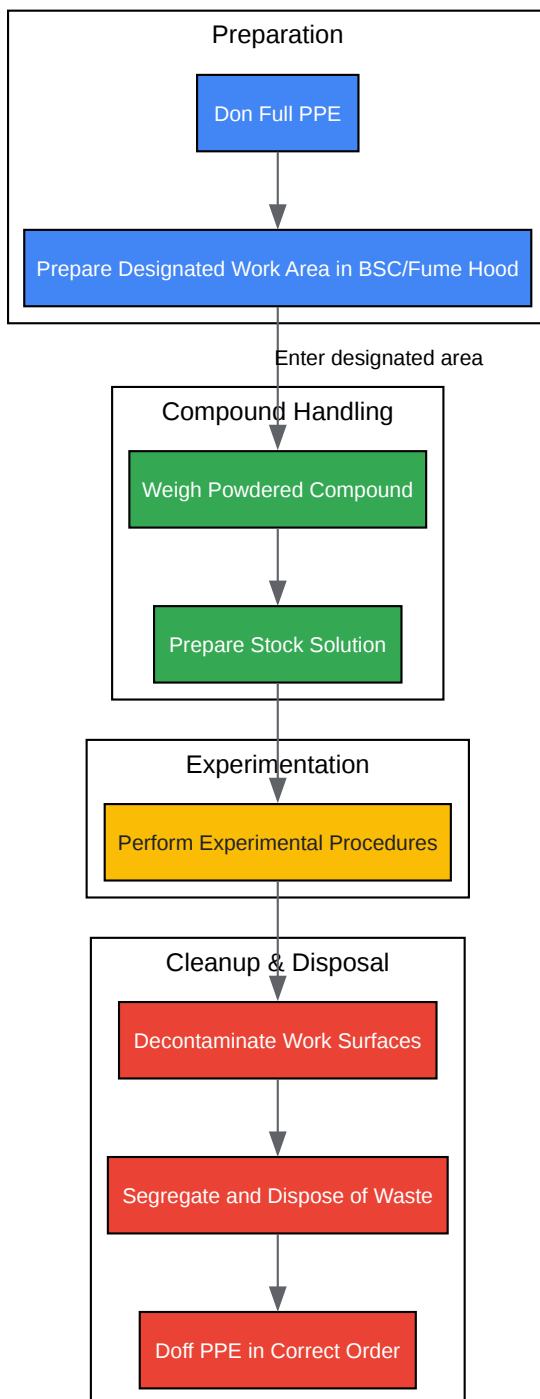 Preparation
Don Full PPE
Prepare Designated Work Area in BSC/Fume Hood
Enter designated area
Compound Handling
Weigh Powdered Compound
Prepare Stock Solution
Experimentation
Perform Experimental Procedures
Cleanup & Disposal
Decontaminate Work Surfaces
Segregate and Dispose of Waste
Doff PPE in Correct Order